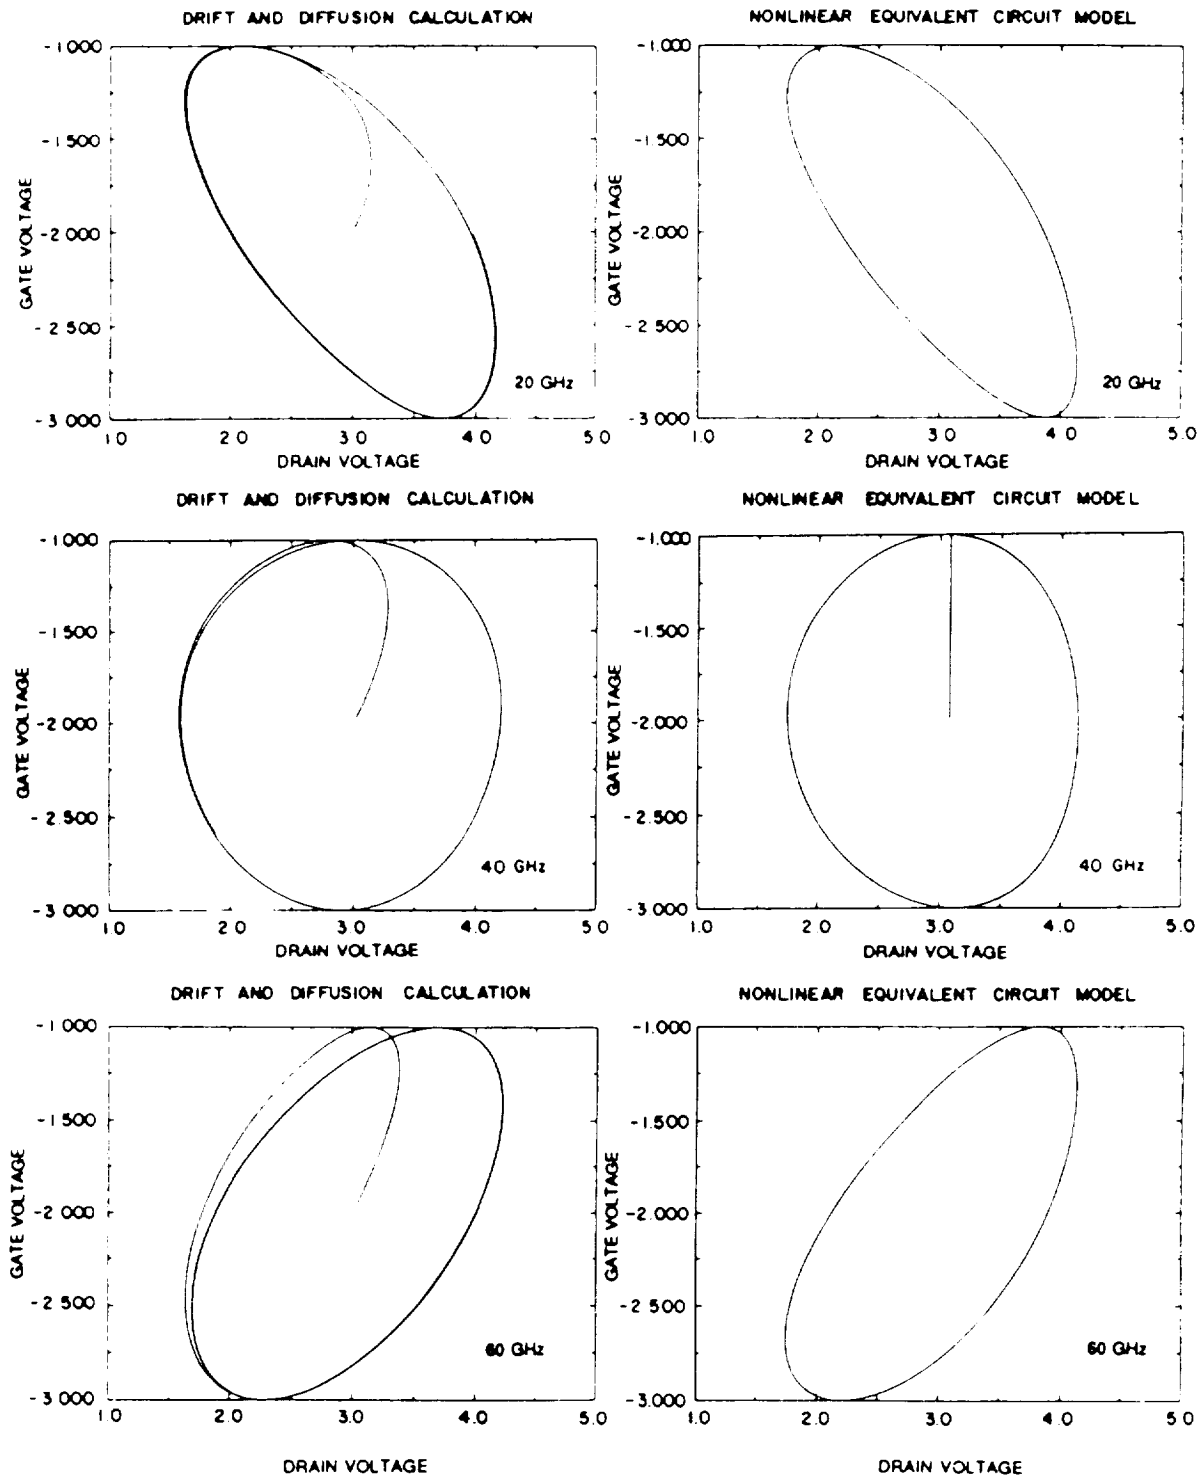 DRIFT AND DIFFUSION CALCULATION
GATE VOLTAGE
-1 000
-1 500
-2 000
-2 500
-3 000
1.0 2.0 3.0 4.0 5.0
DRAIN VOLTAGE
20 GHz
NONLINEAR EQUIVALENT CIRCUIT MODEL
GATE VOLTAGE
-1.000
-1.500
-2.000
-2 500
-3 000
1.0 2.0 3.0 4 0 5.0
DRAIN VOLTAGE
20 GHz
DRIFT AND DIFFUSION CALCULATION
GATE VOLTAGE
-1 000
-1 500
-2 000
-2 500
-3 000
1.0 2.0 3.0 4.0 5.0
DRAIN VOLTAGE
40 GHz
NONLINEAR EQUIVALENT CIRCUIT MODEL
GATE VOLTAGE
-1.000
-1.500
-2.000
-2.500
-3 000
1.0 2.0 3.0 4.0 5.0
DRAIN VOLTAGE
40 GHz
DRIFT AND DIFFUSION CALCULATION
GATE VOLTAGE
-1 000
-1 500
-2 000
-2 500
-3 000
1.0 2.0 3.0 4.0 5.0
DRAIN VOLTAGE
60 GHz
NONLINEAR EQUIVALENT CIRCUIT MODEL
GATE VOLTAGE
-1.000
-1.500
-2.000
-2 500
-3 000
1.0 2.0 3.0 4.0 5 0
DRAIN VOLTAGE
60 GHz